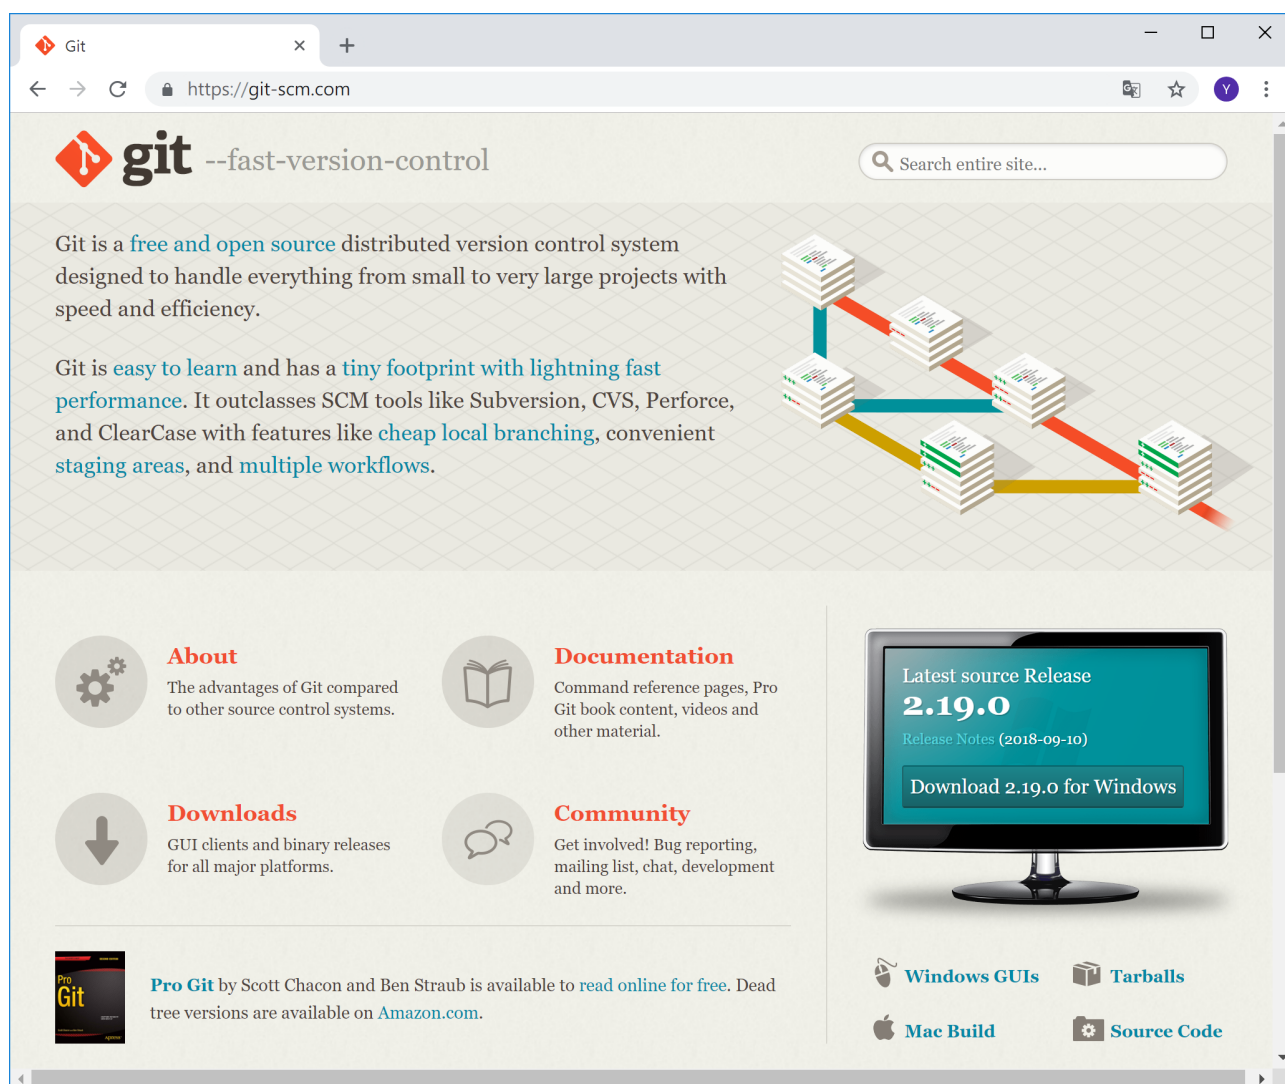 Git
https://git-scm.com
Y
git --fast-version-control
Search entire site...
Git is a free and open source distributed version control system
designed to handle everything from small to very large projects with
speed and efficiency.
Git is easy to learn and has a tiny footprint with lightning fast
performance. It outclasses SCM tools like Subversion, CVS, Perforce,
and ClearCase with features like cheap local branching, convenient
staging areas, and multiple workflows.
About
The advantages of Git compared
to other source control systems.
Documentation
Command reference pages, Pro
Git book content, videos and
other material.
Downloads
GUI clients and binary releases
for all major platforms.
Community
Get involved! Bug reporting,
mailing list, chat, development
and more.
Latest source Release
2.19.0
Release Notes (2018-09-10)
Download 2.19.0 for Windows
Pro
Git
Pro Git by Scott Chacon and Ben Straub is available to read online for free. Dead
tree versions are available on Amazon.com.
Windows GUIs
Tarballs
Mac Build
Source Code